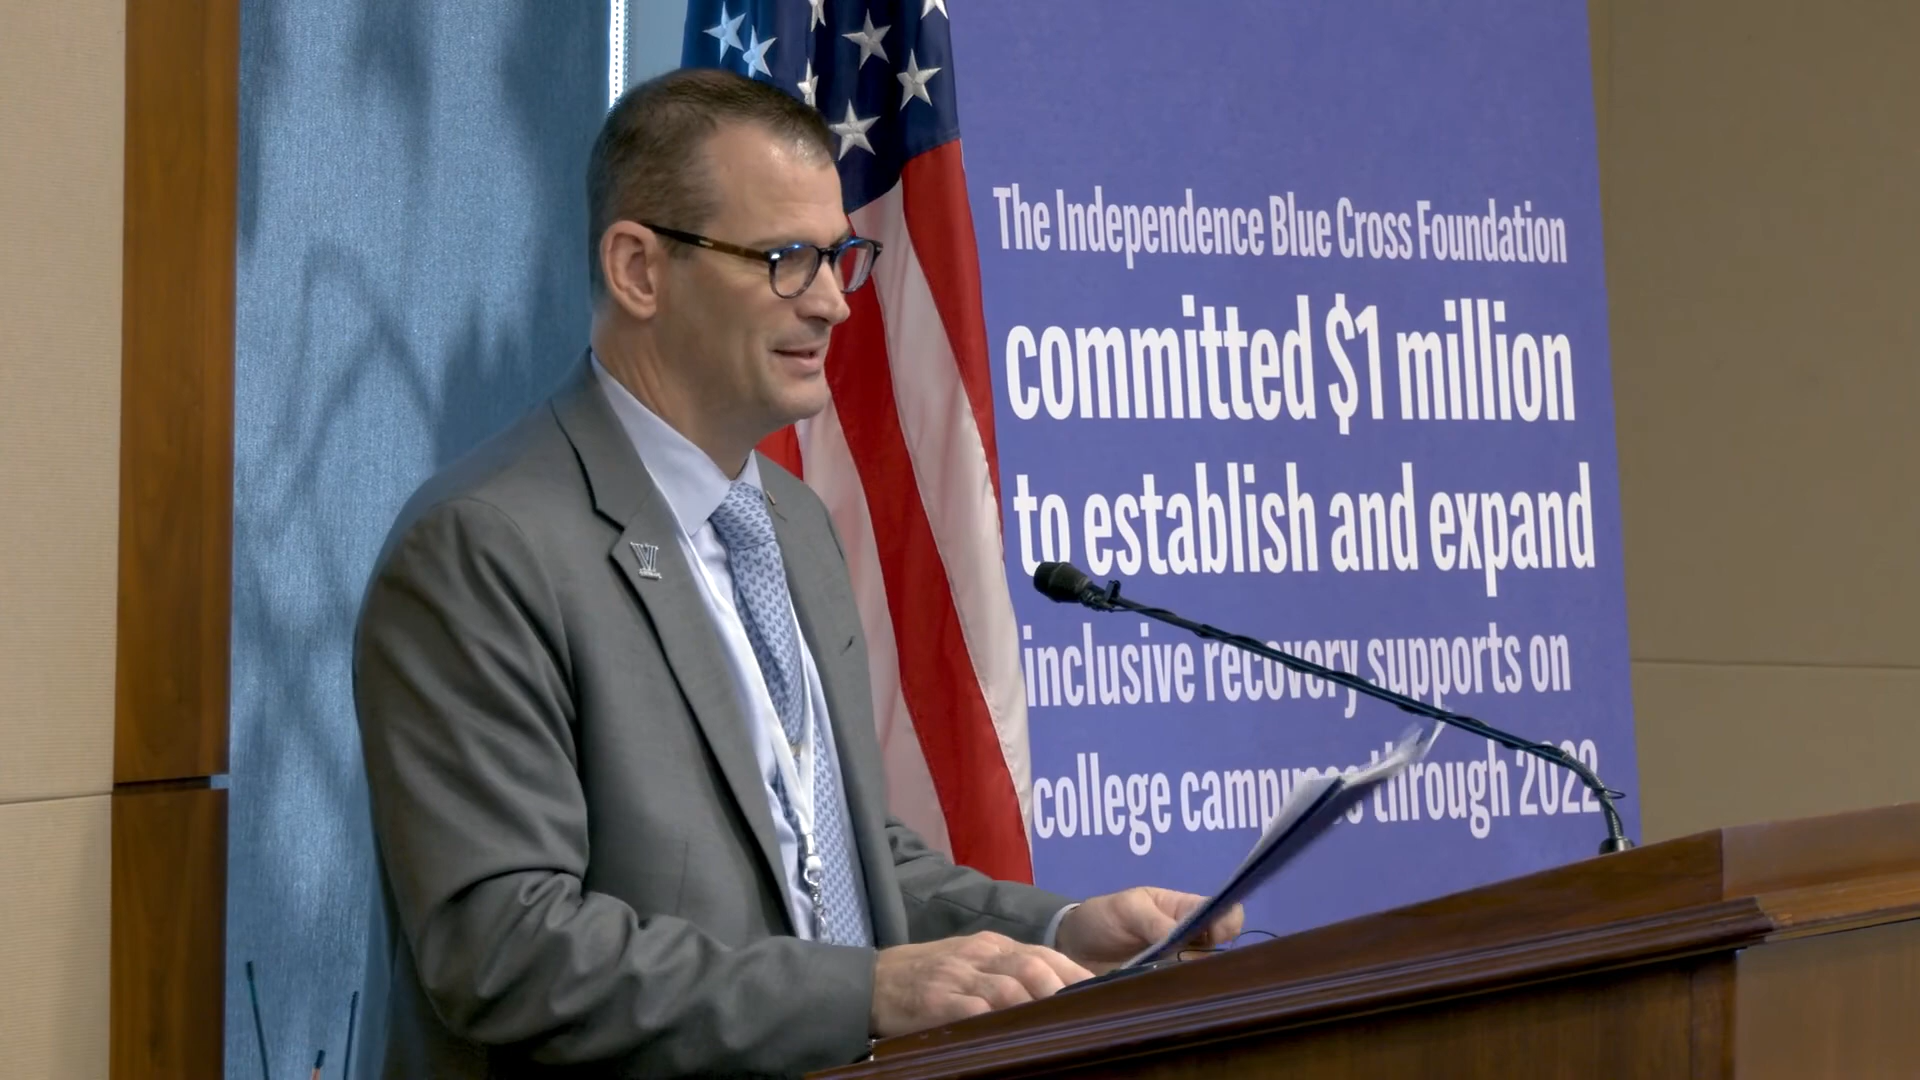 The Independence Blue Cross Foundation
committed $1 million
to establish and expand
inclusive recovery supports on
college campuses through 2022